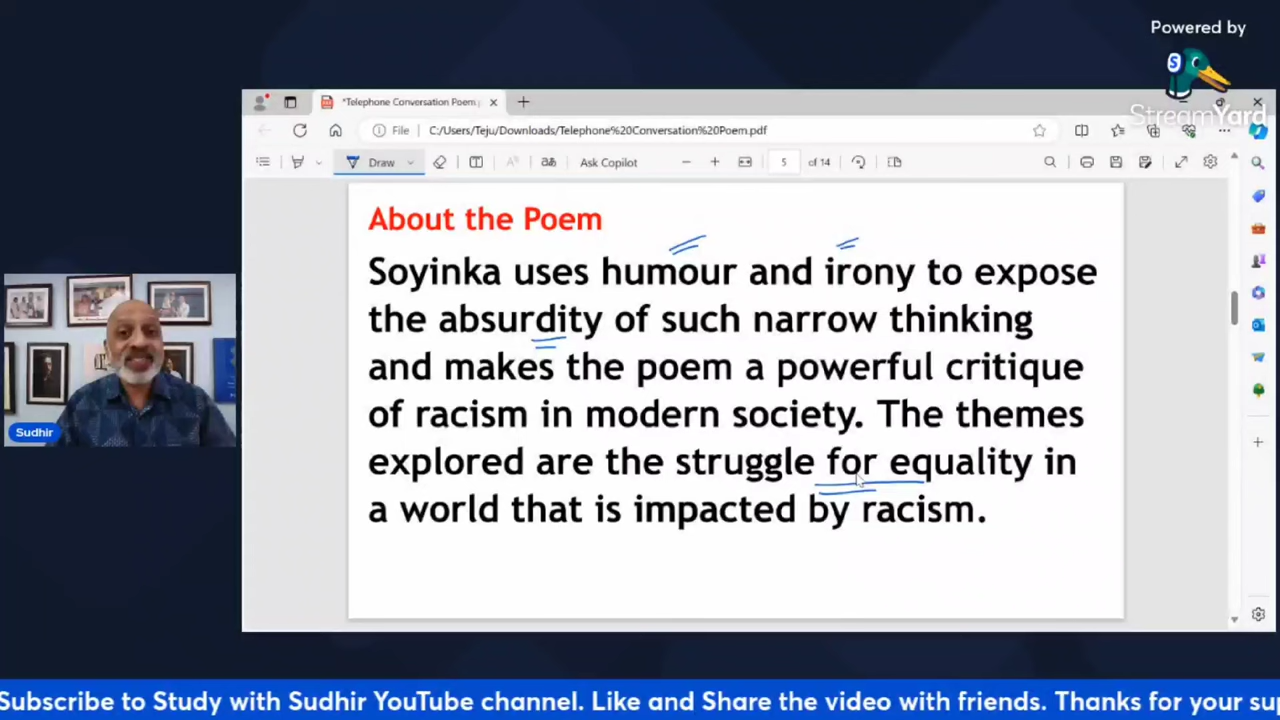 Powered by
StreamYard
*Telephone Conversation Poem.p
File
C:/Users/Teju/Downloads/Telephone%20Conversation%20Poem.pdf
Draw
Ask Copilot
5
of 14
About the Poem
Soyinka uses humour and irony to expose
the absurdity of such narrow thinking
and makes the poem a powerful critique
of racism in modern society. The themes
explored are the struggle for equality in
a world that is impacted by racism.
Sudhir
Subscribe to Study with Sudhir YouTube channel. Like and Share the video with friends. Thanks for your sup